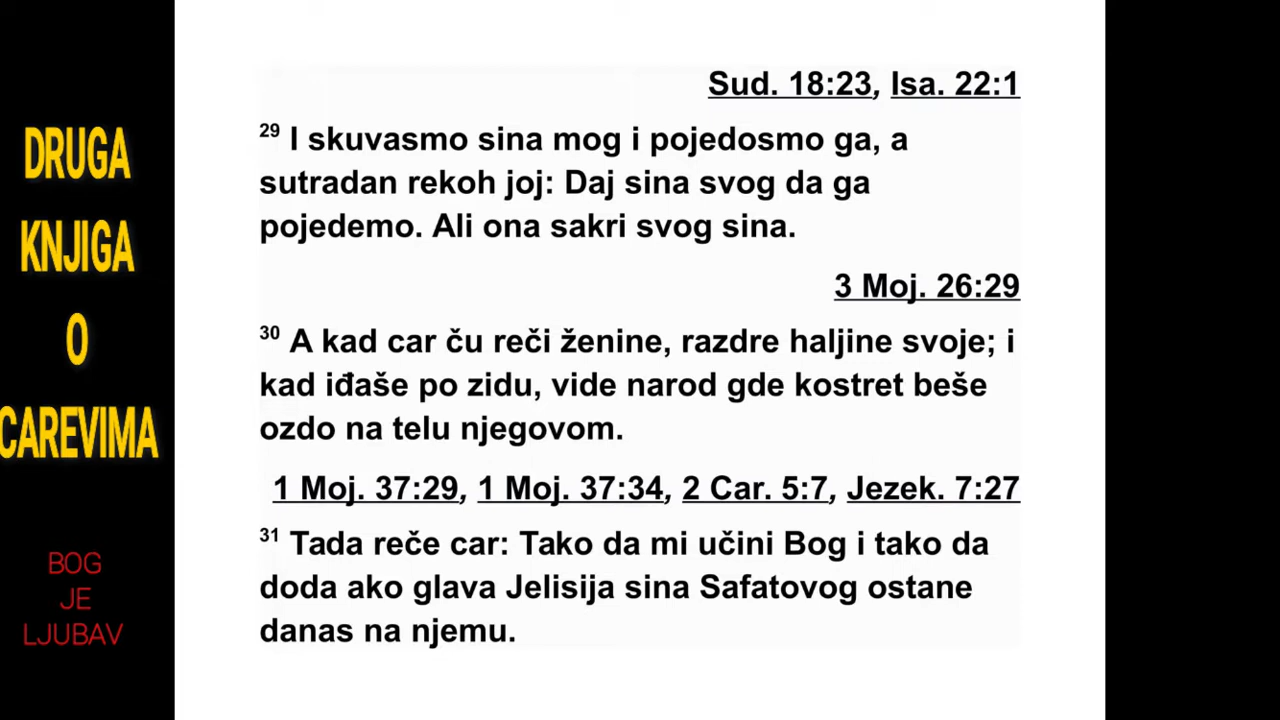 DRUGA
KNJIGA
O
CAREVIMA
BOG
JE
LJUBAV
Sud. 18:23, Isa. 22:1
29 I skuvasmo sina mog i pojedosmo ga, a
sutradan rekoh joj: Daj sina svog da ga
pojedemo. Ali ona sakri svog sina.
3 Moj. 26:29
30 A kad car ču reči ženine, razdre haljine svoje; i
kad iđaše po zidu, vide narod gde kostret beše
ozdo na telu njegovom.
1 Moj. 37:29, 1 Moj. 37:34, 2 Car. 5:7, Jezek. 7:27
31 Tada reče car: Tako da mi učini Bog i tako da
doda ako glava Jelisija sina Safatovog ostane
danas na njemu.